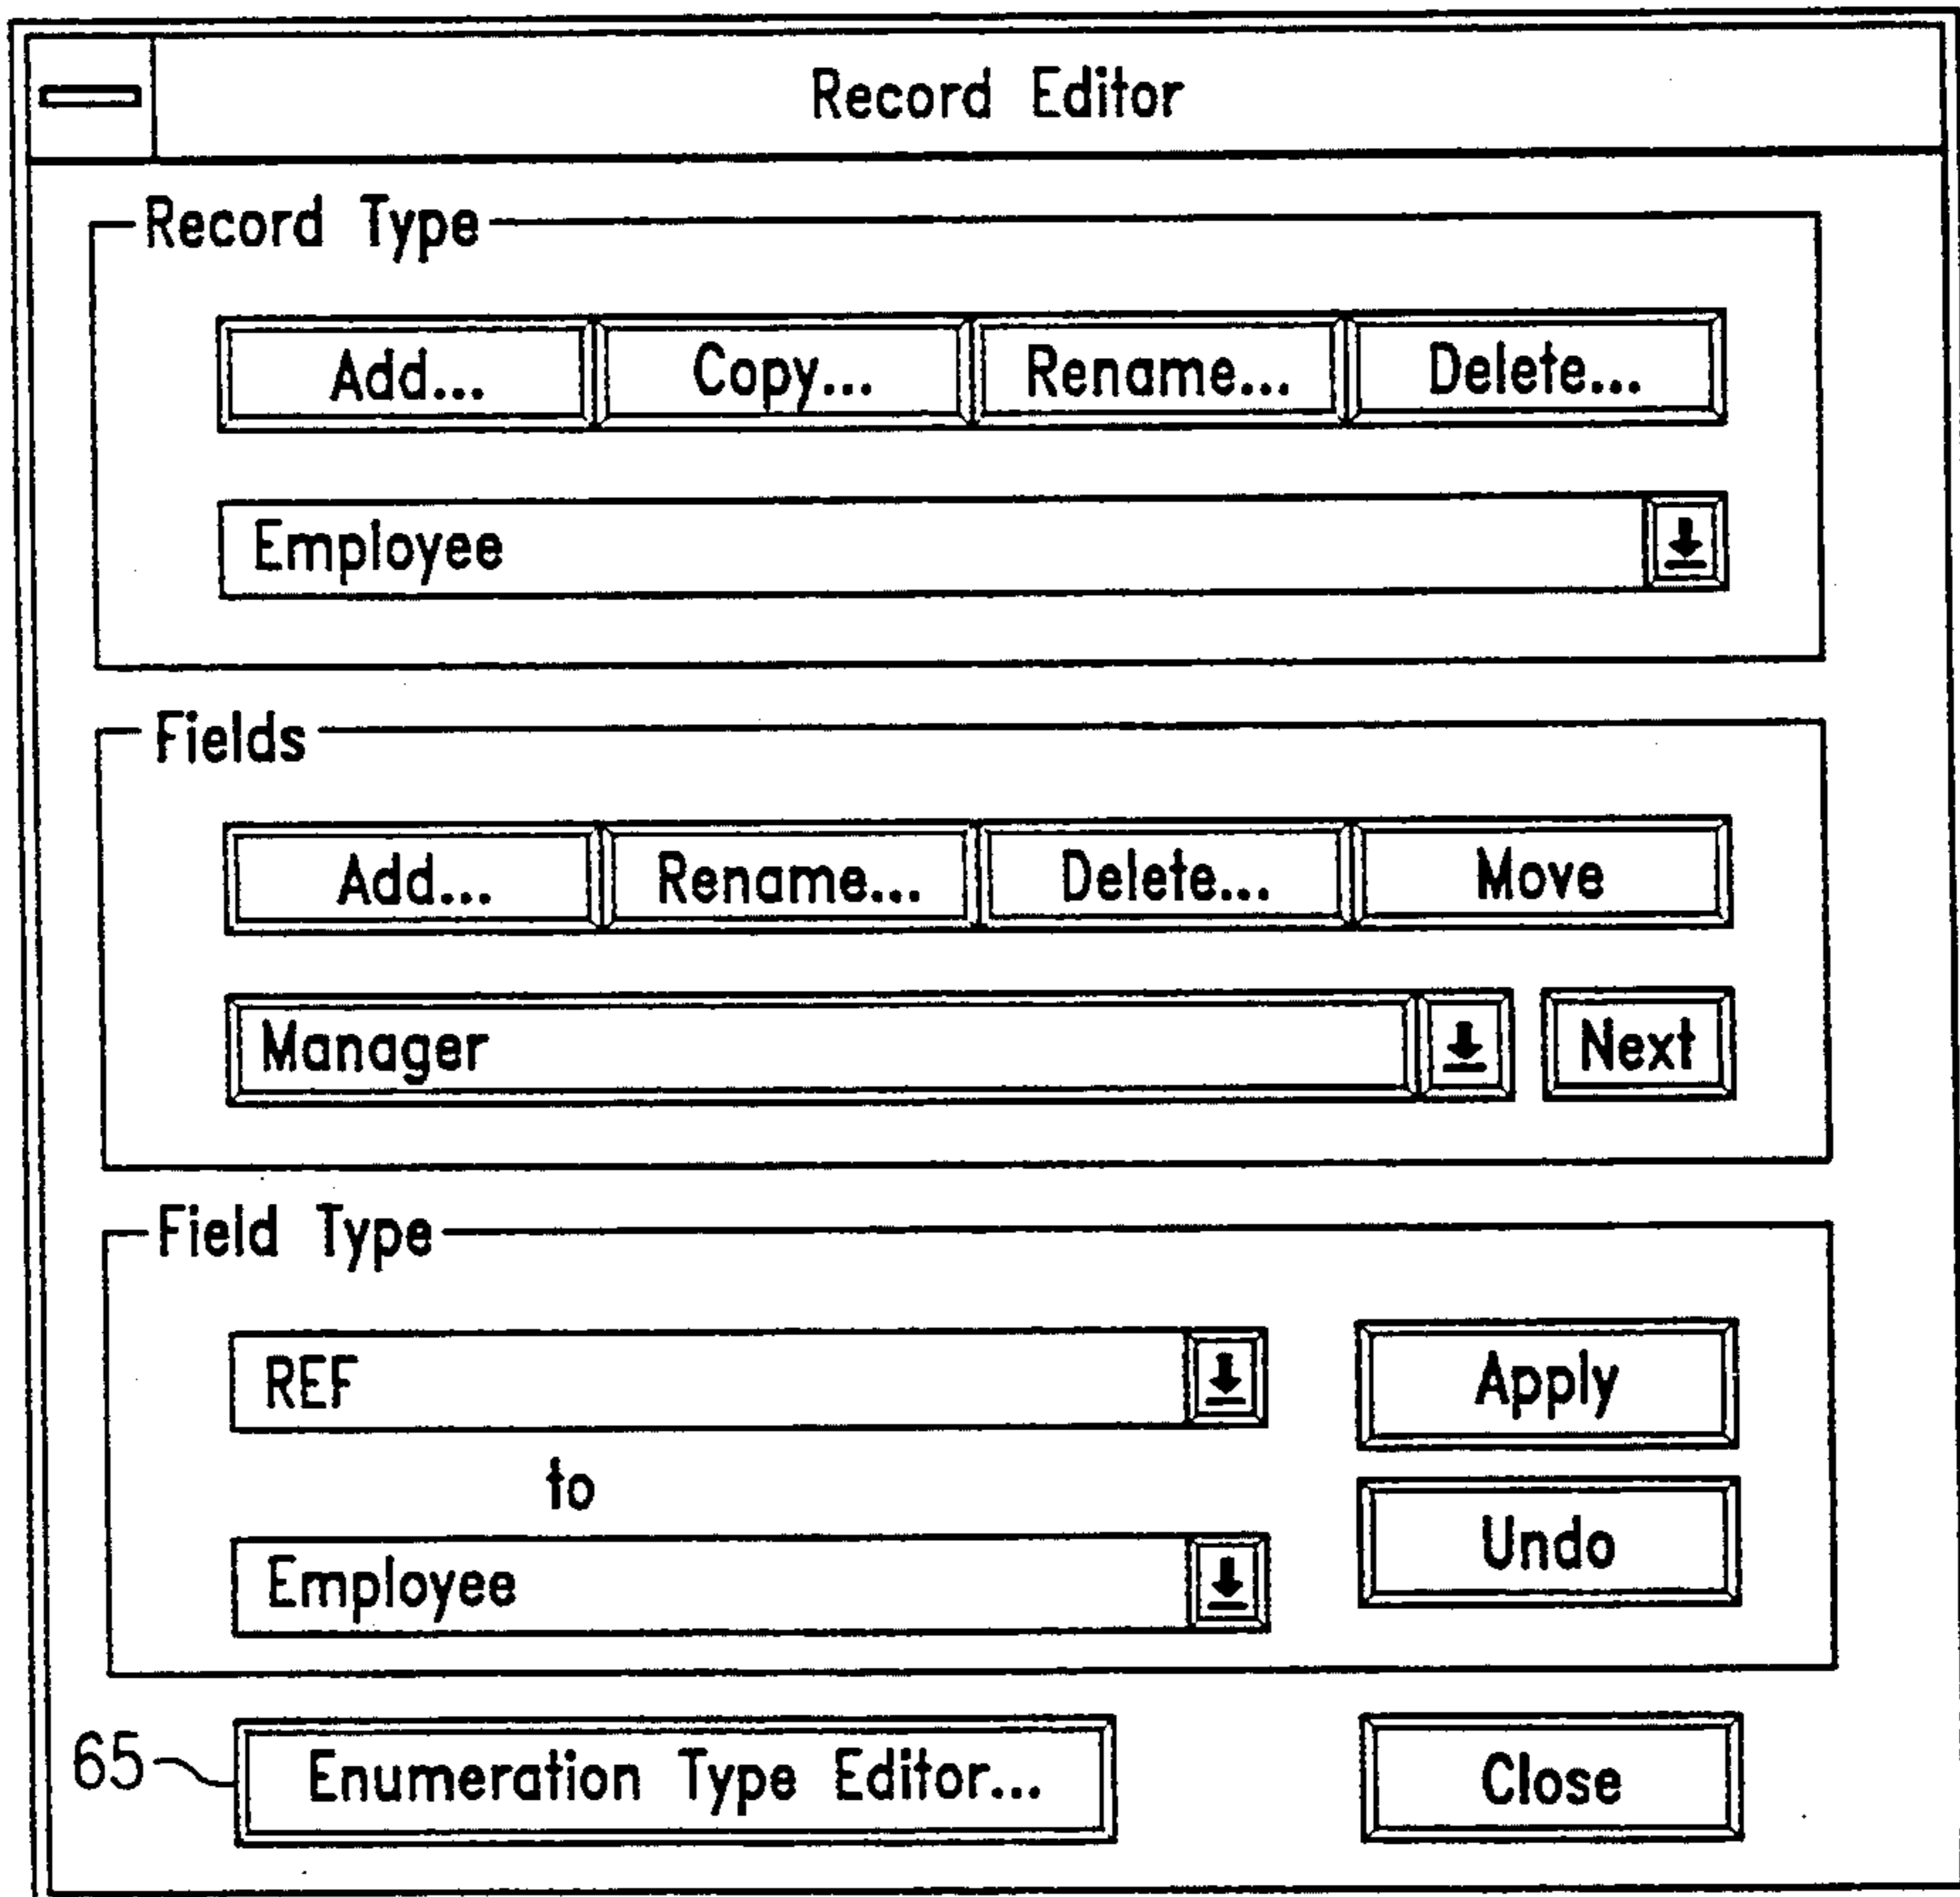 Record Editor
Record Type
Add... Copy... Rename... Delete...
Employee
Fields
Add... Rename... Delete... Move
Manager Next
Field Type
REF Apply
to
Undo
Employee
65 Enumeration Type Editor... Close